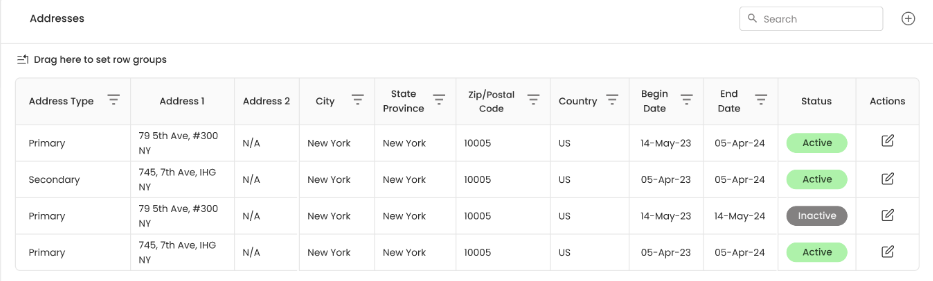 Addresses
Search
Drag here to set row groups
Address Type Address 1 Address 2 City State Province Zip/Postal Code Country Begin Date End Date Status Actions
Primary 79 5th Ave, #300 NY N/A New York New York 10005 US 14-May-23 05-Apr-24 Active
Secondary 745, 7th Ave, IHG NY N/A New York New York 10005 US 05-Apr-23 05-Apr-24 Active
Primary 79 5th Ave, #300 NY N/A New York New York 10005 US 14-May-23 14-May-24 Inactive
Primary 745, 7th Ave, IHG NY N/A New York New York 10005 US 05-Apr-23 05-Apr-24 Active